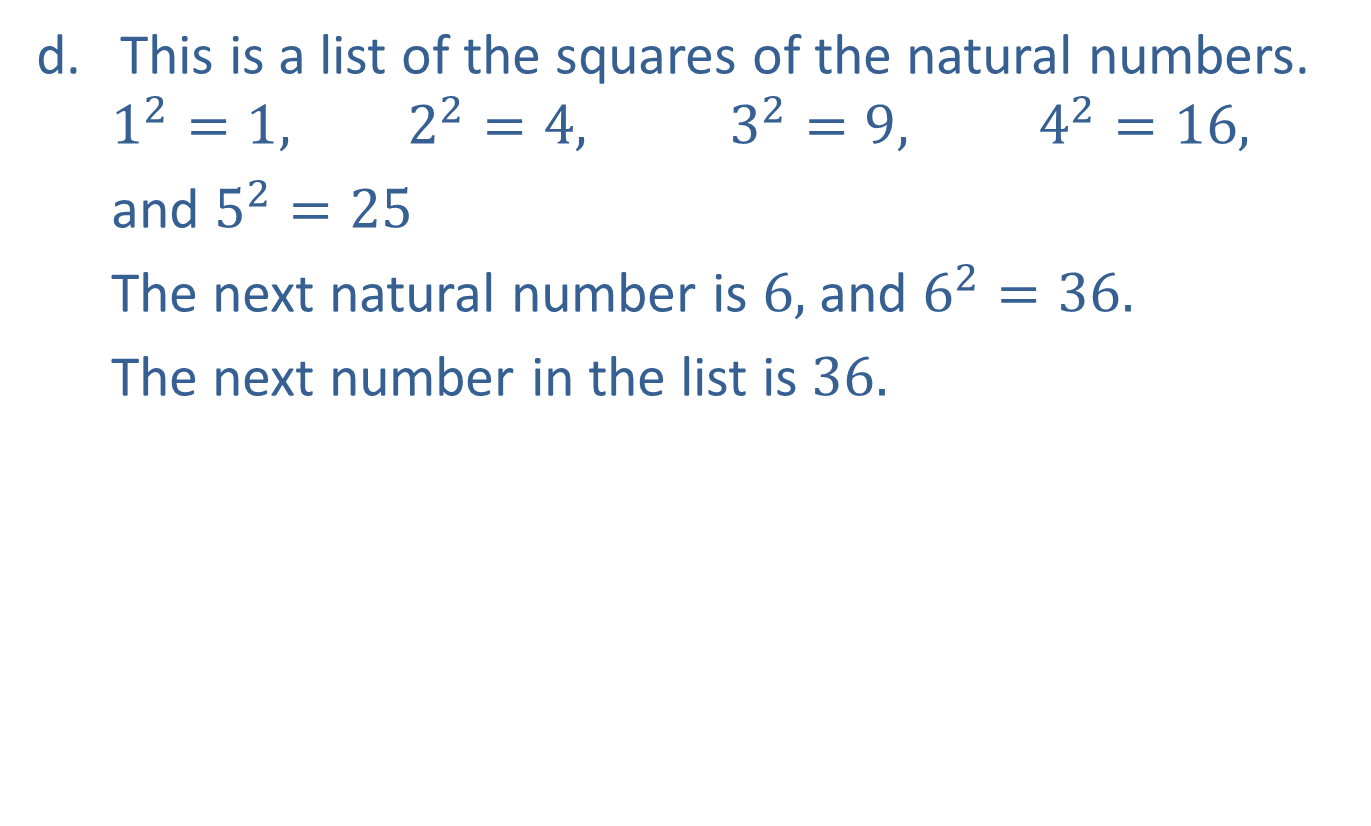 d. This is a list of the squares of the natural numbers.
1² = 1, 2² = 4, 3² = 9, 4² = 16,
and 5² = 25
The next natural number is 6, and 6² = 36.
The next number in the list is 36.